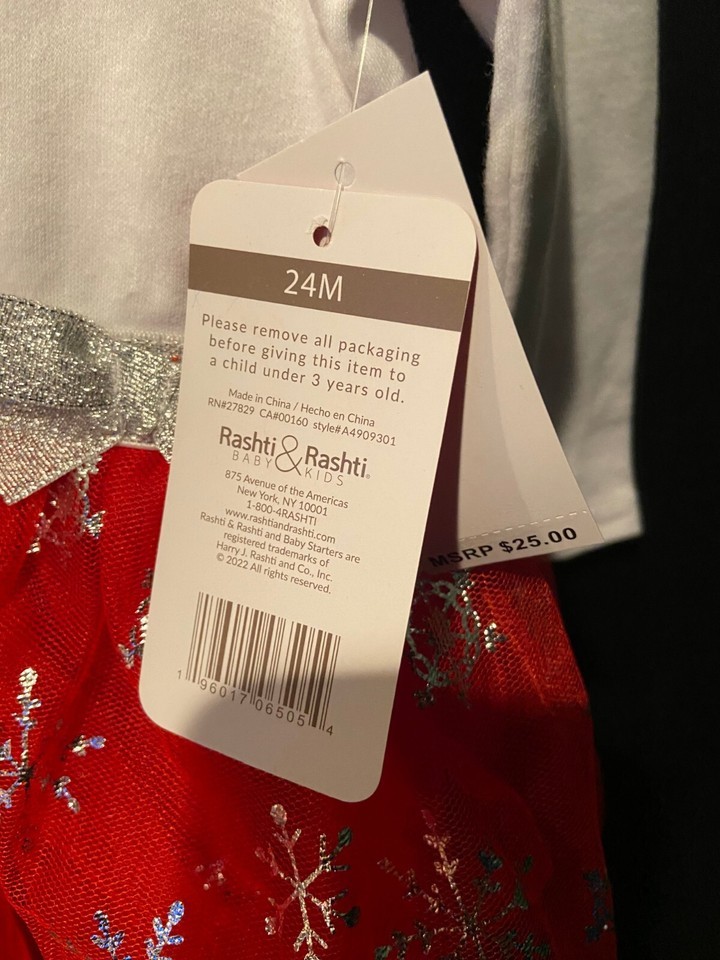 24M
Please remove all packaging
before giving this item to
a child under 3 years old.
Made in China / Hecho en China
RN#27829 CA#00160 style#A4909301
Rashti & Rashti®
BABY KIDS
875 Avenue of the Americas
New York, NY 10001
1-800-4RASHTI
www.rashtiandrashti.com
Rashti & Rashti and Baby Starters are
registered trademarks of
Harry J. Rashti and Co., Inc.
© 2022 All rights reserved.
1 96017 06505 4
MSRP $25.00